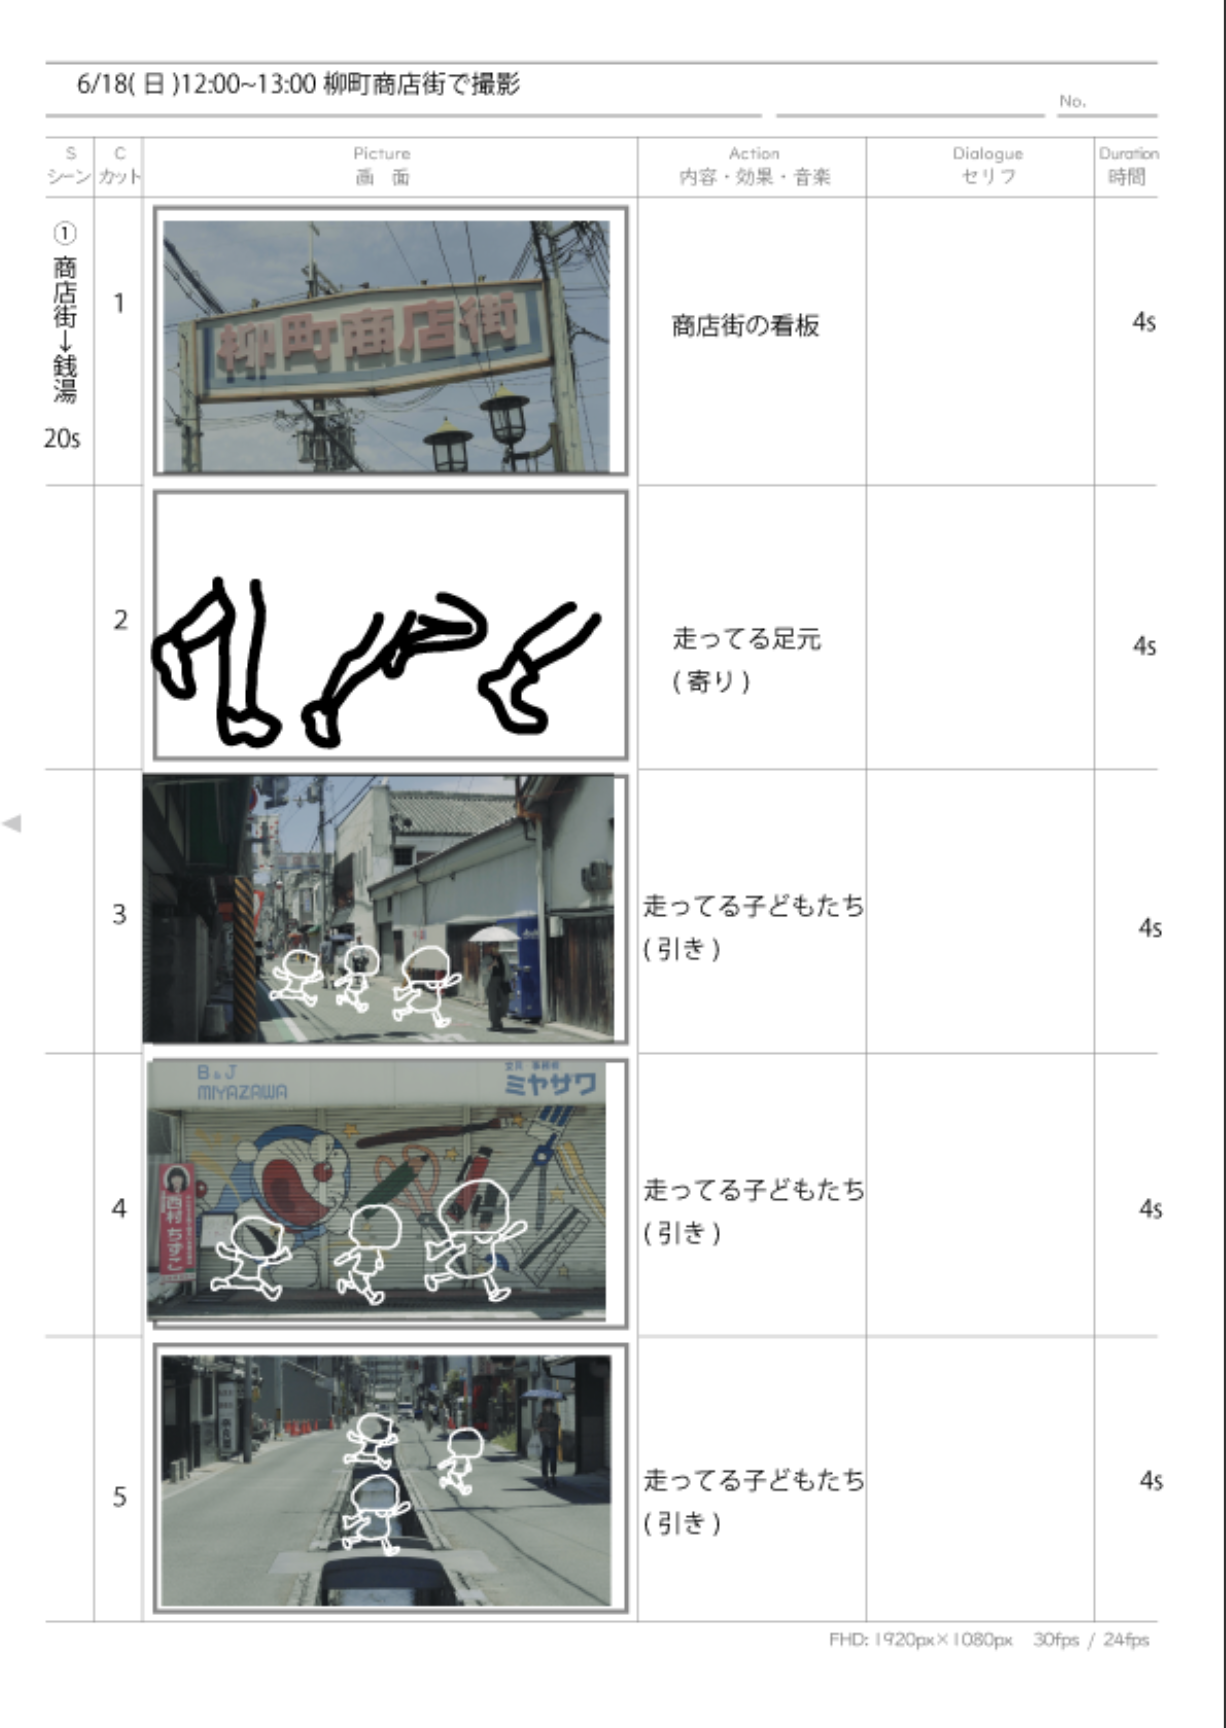 6/18(日)12:00~13:00 柳町商店街で撮影
No.
S
シーン
C
カット
Picture
画 面
Action
内容・効果・音楽
Dialogue
セリフ
Duration
時間
① 商店街→銭湯
20s
1
柳町商店街
商店街の看板
4s
2
走ってる足元
(寄り)
4s
3
走ってる子どもたち
(引き)
4s
4
B&J
MIYAZAWA
文具・事務機
ミヤザワ
西村ちずこ
走ってる子どもたち
(引き)
4s
5
走ってる子どもたち
(引き)
4s
FHD: 1920px×1080px 30fps / 24fps